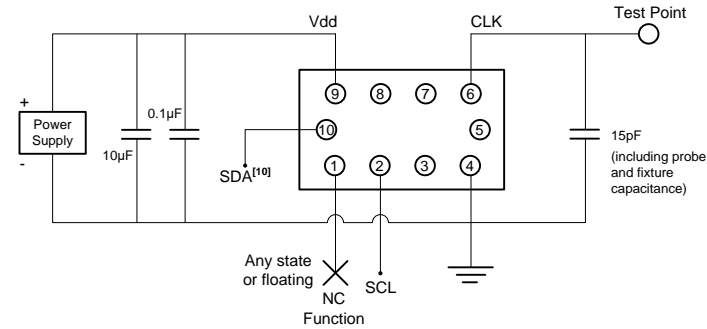 Test Point
Vdd
CLK
+
Power
Supply
-
10µF
0.1µF
9
8
7
6
10
5
1
2
3
4
SDA[10]
15pF
(including probe
and fixture
capacitance)
Any state
or floating
NC
Function
SCL